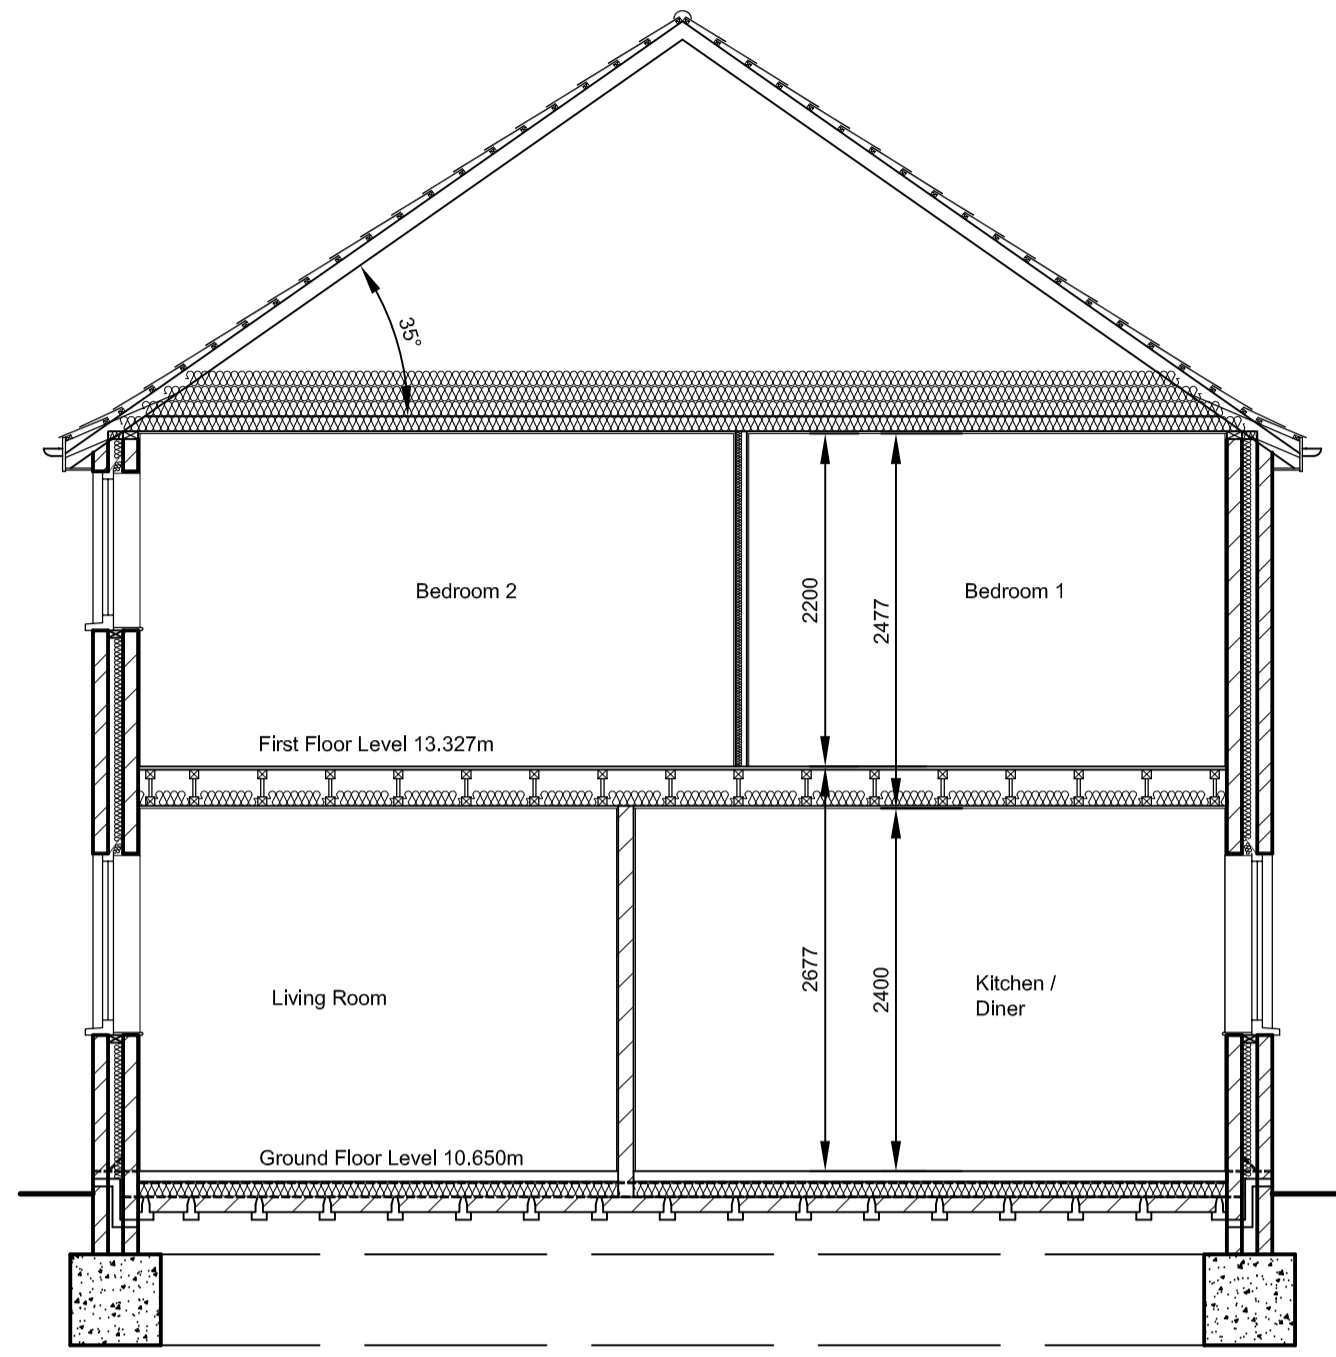 35°
Bedroom 2
2200
2477
Bedroom 1
First Floor Level 13.327m
Living Room
2677
2400
Kitchen /
Diner
Ground Floor Level 10.650m